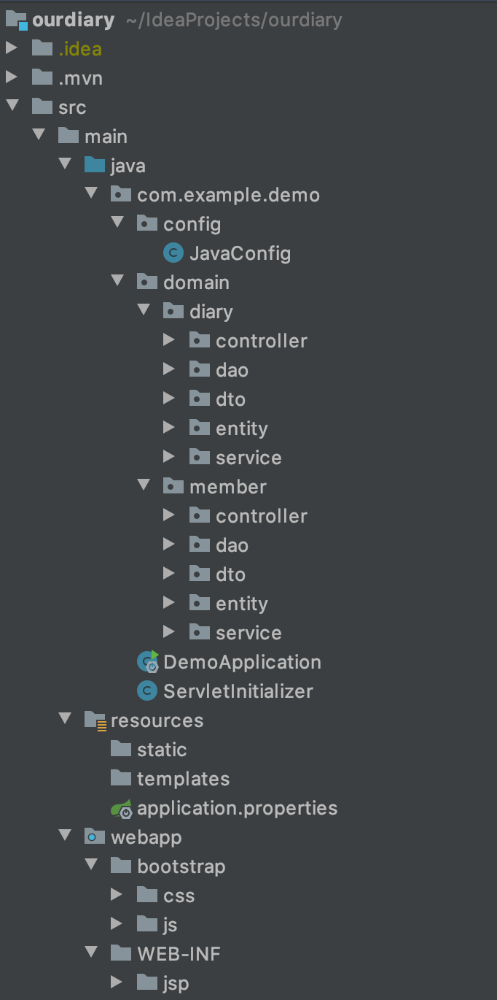 ourdiary ~/IdeaProjects/ourdiary
.idea
.mvn
src
main
java
com.example.demo
config
JavaConfig
domain
diary
controller
dao
dto
entity
service
member
controller
dao
dto
entity
service
DemoApplication
ServletInitializer
resources
static
templates
application.properties
webapp
bootstrap
css
js
WEB-INF
jsp